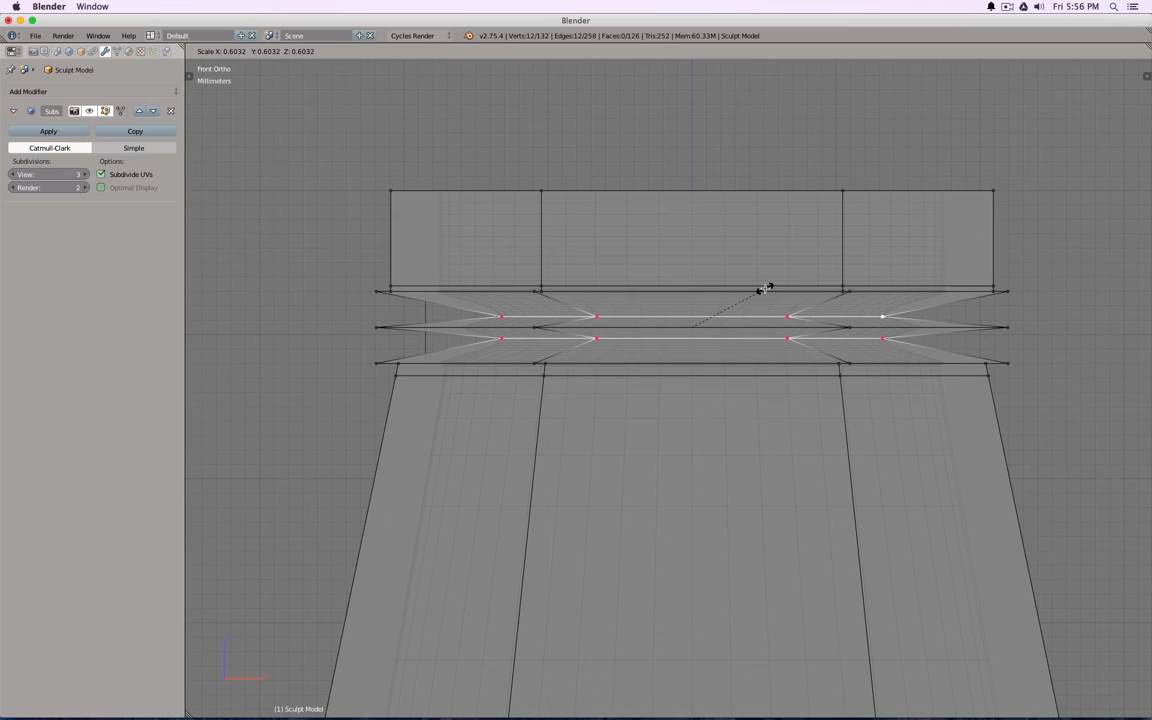 Blender Window Fri 5:56 PM
Blender
File Render Window Help Default Scene Cycles Render v2.75.4 | Verts:12/132 | Edges:12/258 | Faces:0/126 | Tris:252 | Mem:60.33M | Sculpt Model
Scale X: 0.6032 Y: 0.6032 Z: 0.6032
Front Ortho
Sculpt Model
Millimeters
Add Modifier
Subs
Apply Copy
Catmull-Clark Simple
Subdivisions: Options:
View: 3 Subdivide UVs
Render: 2 Optimal Display
(1) Sculpt Model